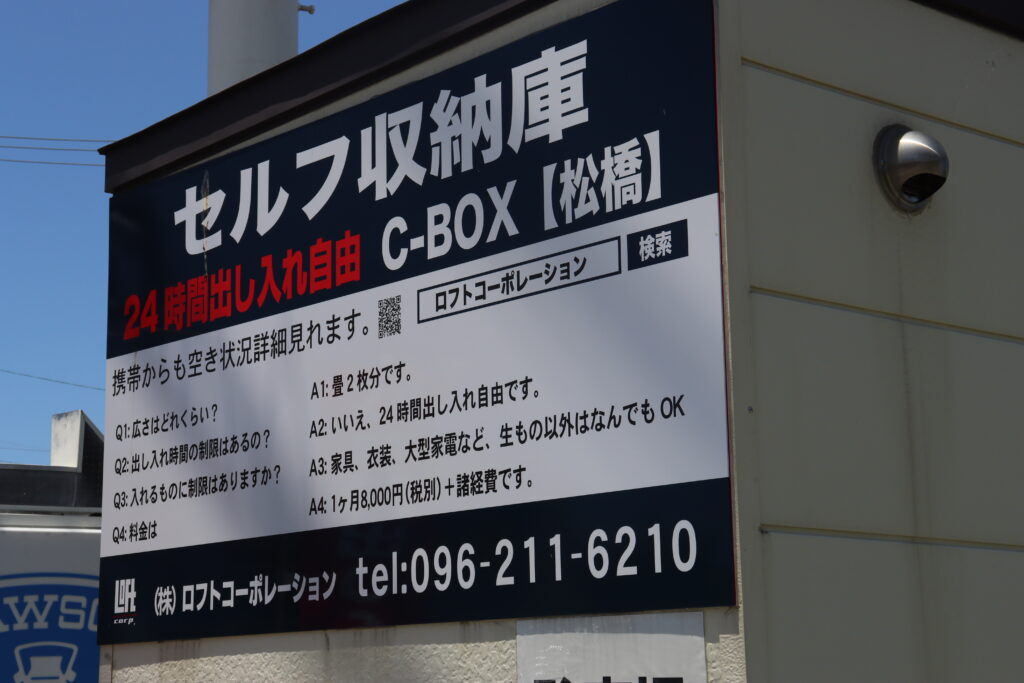 セルフ収納庫
24時間出し入れ自由 C-BOX【松橋】
携帯からも空き状況詳細見れます。 ロフトコーポレーション 検索
Q1:広さはどれくらい? A1:畳2枚分です。
Q2:出し入れ時間の制限はあるの? A2:いいえ、24時間出し入れ自由です。
Q3:入れるものに制限はありますか? A3:家具、衣装、大型家電など、生もの以外はなんでもOK
Q4:料金は A4:1ヶ月8,000円(税別)+諸経費です。
Loft corp. (株)ロフトコーポレーション tel:096-211-6210